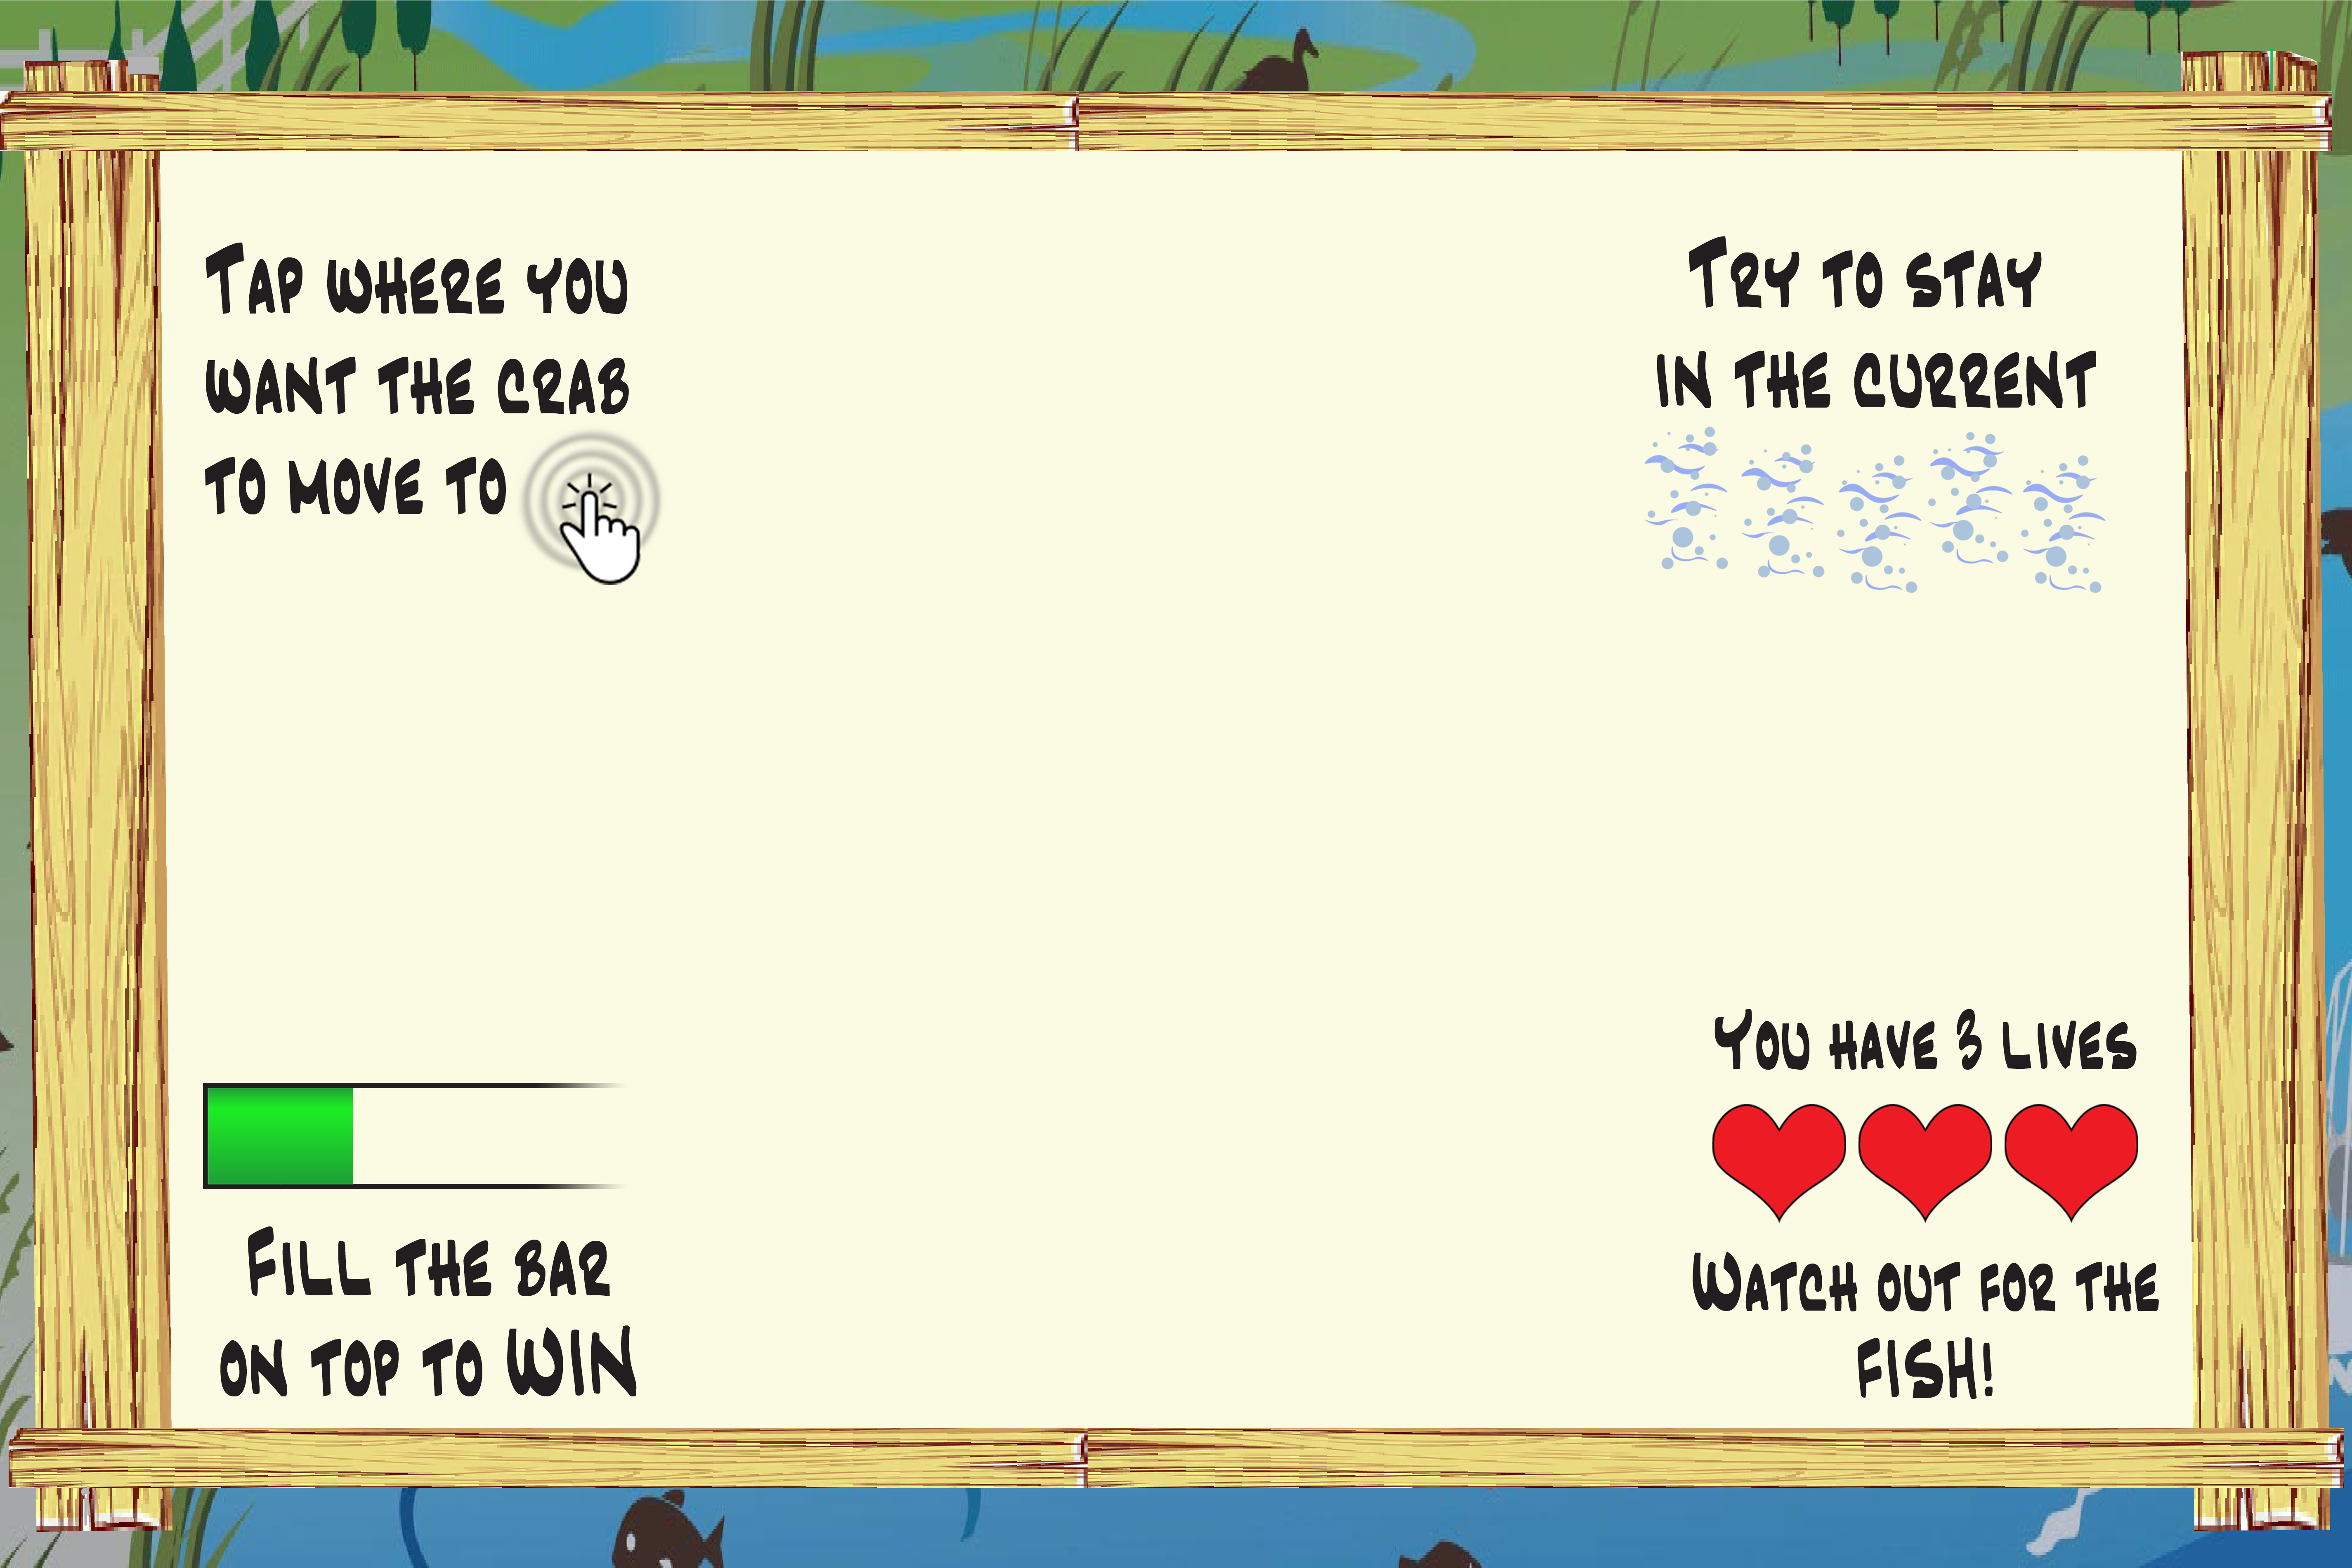 Tap where you
want the crab
to move to
Try to stay
in the current
Fill the bar
on top to WIN
You have 3 lives
Watch out for the
FISH!